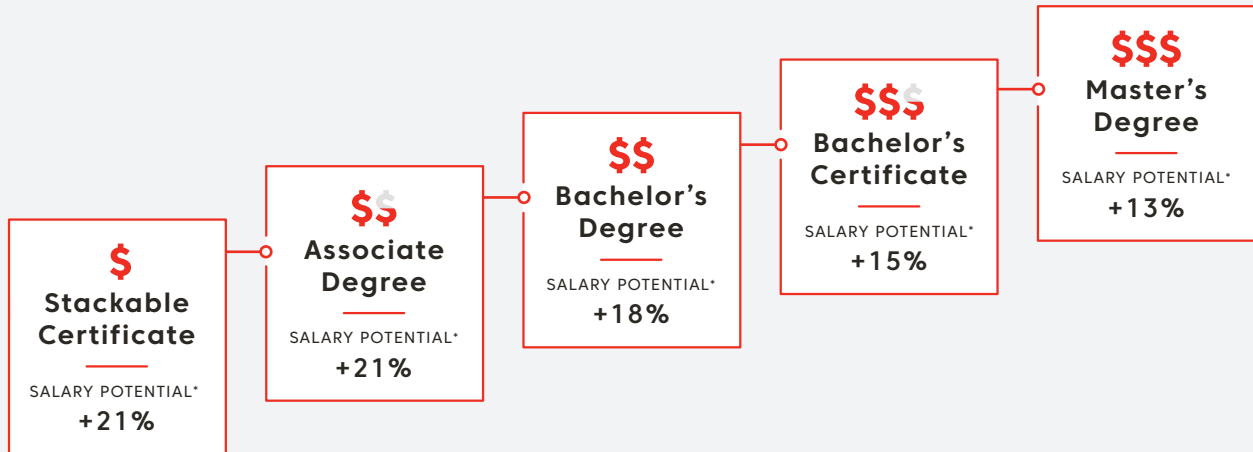 $
Stackable
Certificate
SALARY POTENTIAL*
+21%
$$
Associate
Degree
SALARY POTENTIAL*
+21%
$$
Bachelor’s
Degree
SALARY POTENTIAL*
+18%
$$$
Bachelor’s
Certificate
SALARY POTENTIAL*
+15%
$$$
Master’s
Degree
SALARY POTENTIAL*
+13%